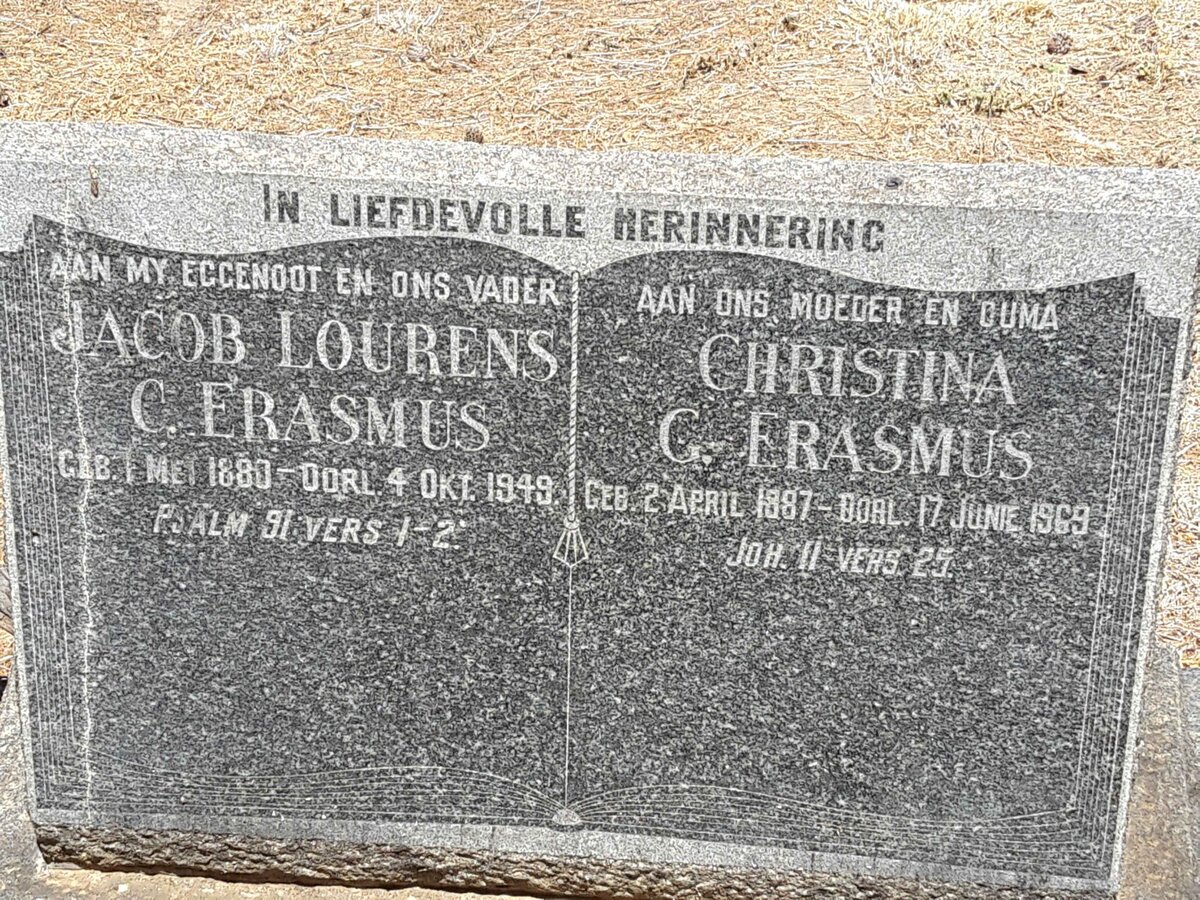 IN LIEFDEVOLLE HERINNERING
AAN MY EGGENOOT EN ONS VADER
JACOB LOURENS
C. ERASMUS
GEB. 1 MEI 1880 - OORL. 4 OKT. 1949.
PSALM 91 VERS 1-2.
AAN ONS MOEDER EN OUMA
CHRISTINA
G. ERASMUS
GEB. 2 APRIL 1887 - OORL. 17 JUNIE 1969
JOH. 11 VERS 25.